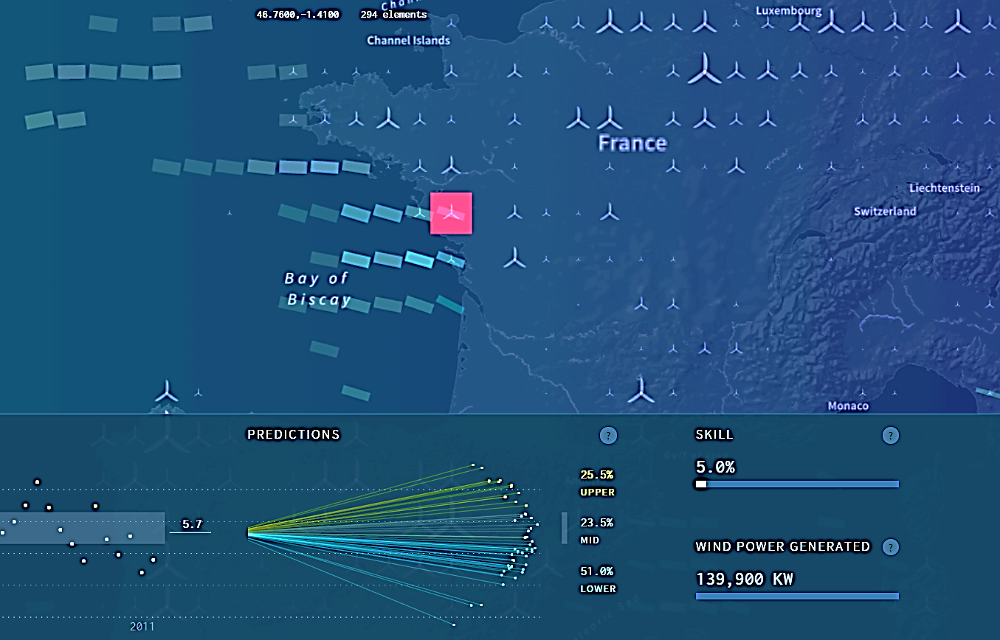 Chan
46.7600,-1.4100 294 elements
Luxembourg
Channel Islands
France
Liechtenstein
Switzerland
Bay of
Biscay
Monaco
PREDICTIONS
?
SKILL
?
5.0%
25.5%
UPPER
5.7
23.5%
MID
WIND POWER GENERATED
?
51.0%
LOWER
139,900 KW
2011